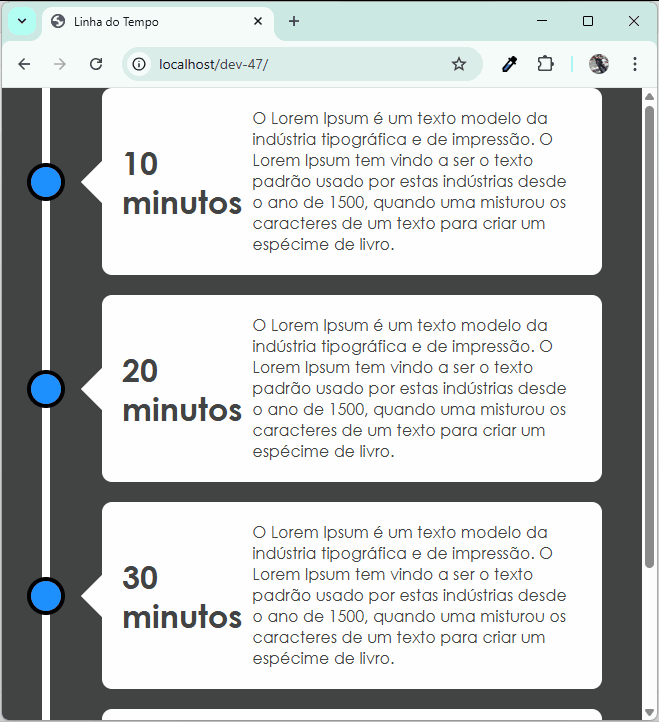 Linha do Tempo
localhost/dev-47/
10
minutos
O Lorem Ipsum é um texto modelo da
indústria tipográfica e de impressão. O
Lorem Ipsum tem vindo a ser o texto
padrão usado por estas indústrias desde
o ano de 1500, quando uma misturou os
caracteres de um texto para criar um
espécime de livro.
20
minutos
O Lorem Ipsum é um texto modelo da
indústria tipográfica e de impressão. O
Lorem Ipsum tem vindo a ser o texto
padrão usado por estas indústrias desde
o ano de 1500, quando uma misturou os
caracteres de um texto para criar um
espécime de livro.
30
minutos
O Lorem Ipsum é um texto modelo da
indústria tipográfica e de impressão. O
Lorem Ipsum tem vindo a ser o texto
padrão usado por estas indústrias desde
o ano de 1500, quando uma misturou os
caracteres de um texto para criar um
espécime de livro.